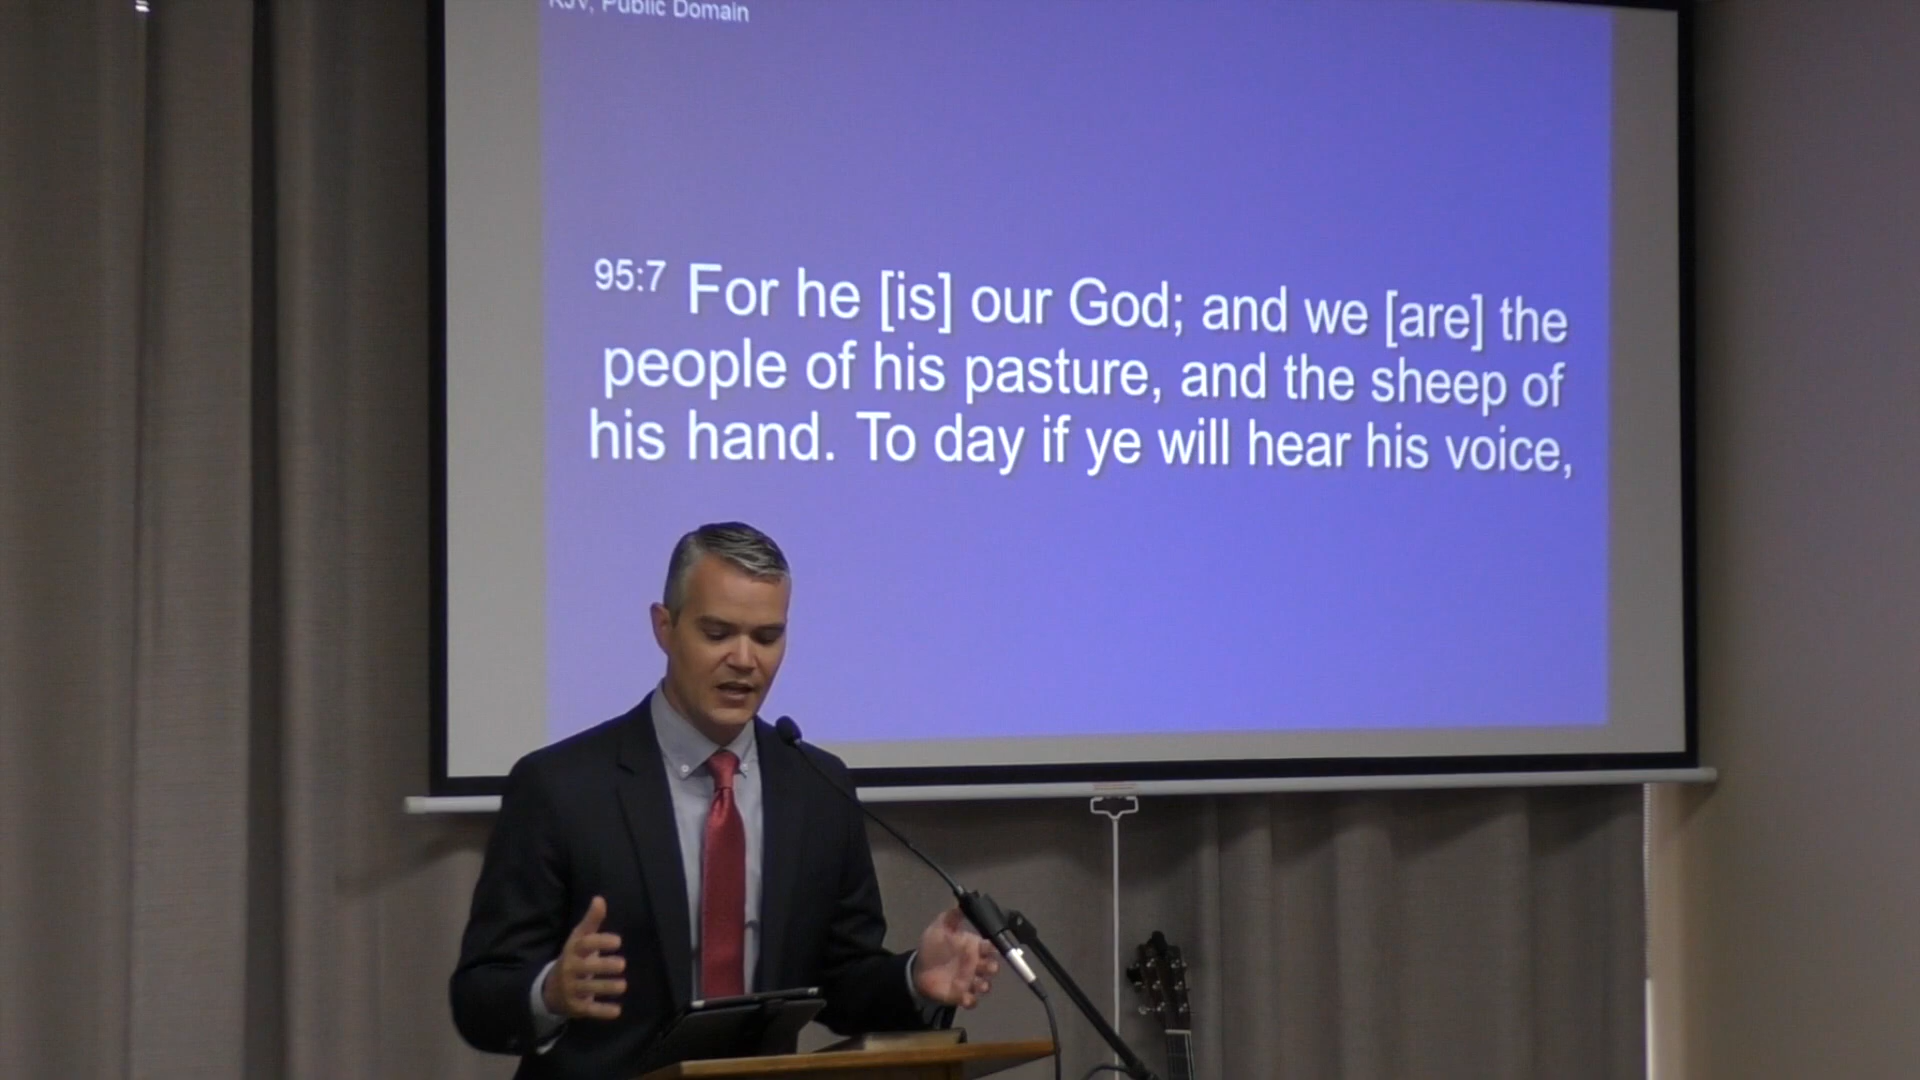 KJV, Public Domain
95:7 For he [is] our God; and we [are] the
people of his pasture, and the sheep of
his hand. To day if ye will hear his voice,